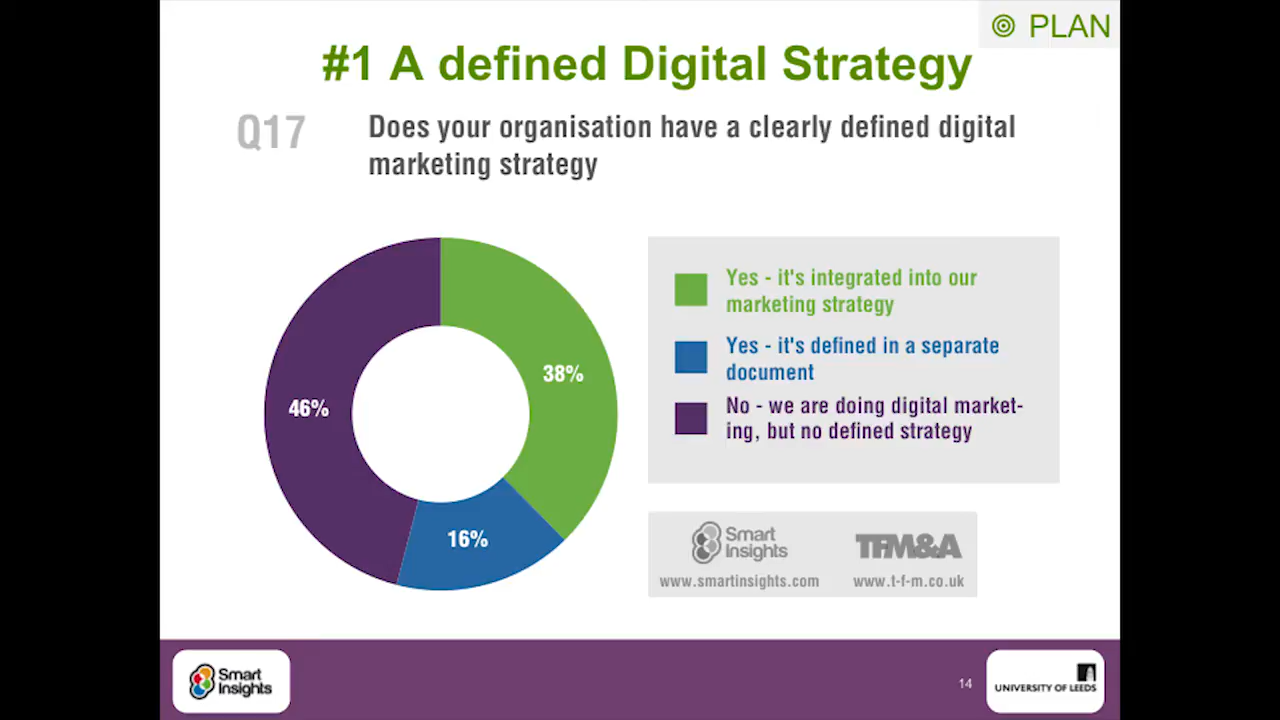 PLAN
#1 A defined Digital Strategy
Q17
Does your organisation have a clearly defined digital
marketing strategy
38%
46%
16%
Yes - it's integrated into our
marketing strategy
Yes - it's defined in a separate
document
No - we are doing digital market-
ing, but no defined strategy
Smart
Insights
www.smartinsights.com
TFM&A
www.t-f-m.co.uk
Smart
Insights
14
UNIVERSITY OF LEEDS